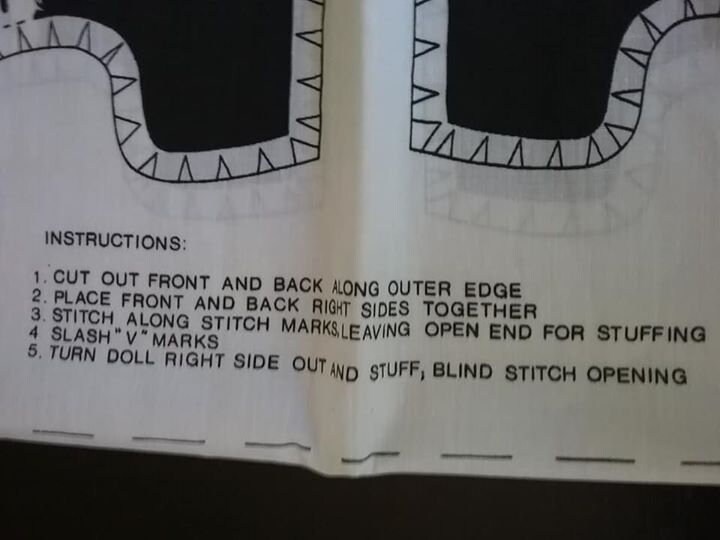 INSTRUCTIONS:
1. CUT OUT FRONT AND BACK ALONG OUTER EDGE
2. PLACE FRONT AND BACK RIGHT SIDES TOGETHER
3. STITCH ALONG STITCH MARKS, LEAVING OPEN END FOR STUFFING
4 SLASH "V" MARKS
5. TURN DOLL RIGHT SIDE OUT AND STUFF, BLIND STITCH OPENING